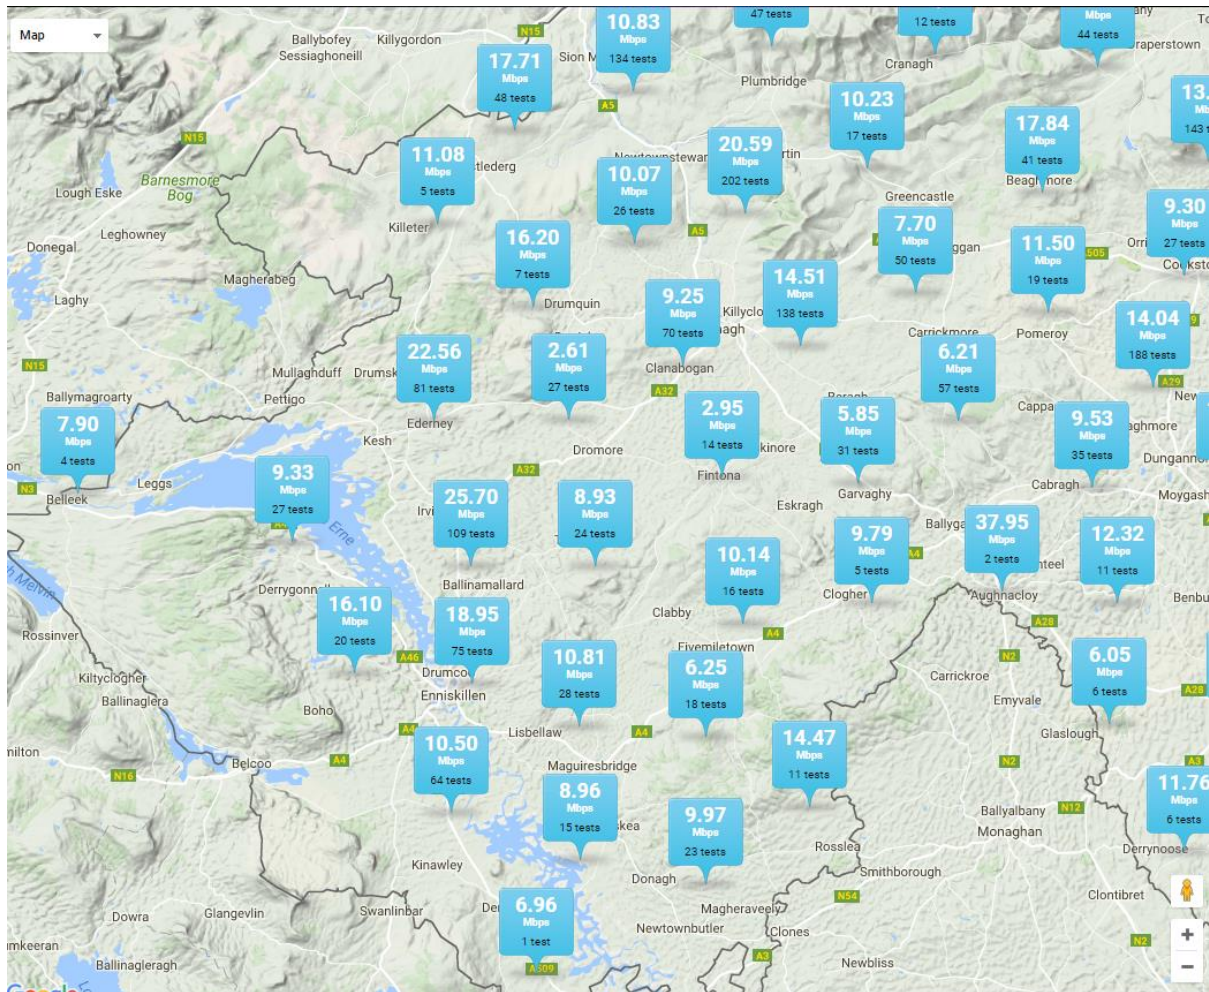 Map
Ballybofey
Sessiaghoneill
Killygordon
N15
10.83
Mbps
134 tests
47 tests
12 tests
Mbps
44 tests
17.71
Mbps
48 tests
Cranagh
Plumbridge
A5
10.23
Mbps
17 tests
143
N15
17.84
Mbps
41 tests
20.59
Mbps
202 tests
11.08
Mbps
5 tests
Barnesmore
Bog
10.07
Mbps
26 tests
Lough Eske
Beaghmore
Greencastle
9.30
Mbps
27 tests
Killeter
Leghowney
Donegal
16.20
Mbps
7 tests
A5
7.70
Mbps
50 tests
11.50
Mbps
19 tests
Magherabeg
Laghy
Drumquin
9.25
Mbps
70 tests
14.51
Mbps
138 tests
14.04
Mbps
188 tests
Carrickmore
Pomeroy
22.56
Mbps
81 tests
2.61
Mbps
27 tests
6.21
Mbps
57 tests
N15
Mullaghduff
Clanabogan
A29
A32
Ballymagroarty
Pettigo
7.90
Mbps
4 tests
2.95
Mbps
14 tests
5.85
Mbps
31 tests
9.53
Mbps
35 tests
Ederney
Kesh
Dromore
9.33
Mbps
27 tests
A32
Fintona
N3
Belleek
Leggs
Garvaghy
Cabragh
25.70
Mbps
109 tests
8.93
Mbps
24 tests
Eskragh
37.95
Mbps
2 tests
Erne
9.79
Mbps
5 tests
A4
12.32
Mbps
11 tests
10.14
Mbps
16 tests
Ballinamallard
Clogher
Aughnacloy
16.10
Mbps
20 tests
18.95
Mbps
75 tests
Clabby
A4
A28
Rossinver
Fivemiletown
10.81
Mbps
28 tests
6.25
Mbps
18 tests
6.05
Mbps
6 tests
A46
N2
Kiltyclogher
Ballinaglera
Enniskillen
Carrickroe
A28
Boho
Emyvale
Lisbellaw
A4
10.50
Mbps
64 tests
14.47
Mbps
11 tests
Glaslough
Belcoo
A4
N16
Maguiresbridge
N2
A3
8.96
Mbps
15 tests
9.97
Mbps
23 tests
11.76
Mbps
6 tests
Ballyalbany
N12
Monaghan
Rosslea
Derrynoose
Kinawley
Donagh
Smithborough
N54
Clontibret
6.96
Mbps
1 test
Dowra
Glangevlin
Swanlinbar
Magheraveely
Newtownbutler
Clones
N2
A3
Newbliss
Ballinagleragh
A509
Google
+
−